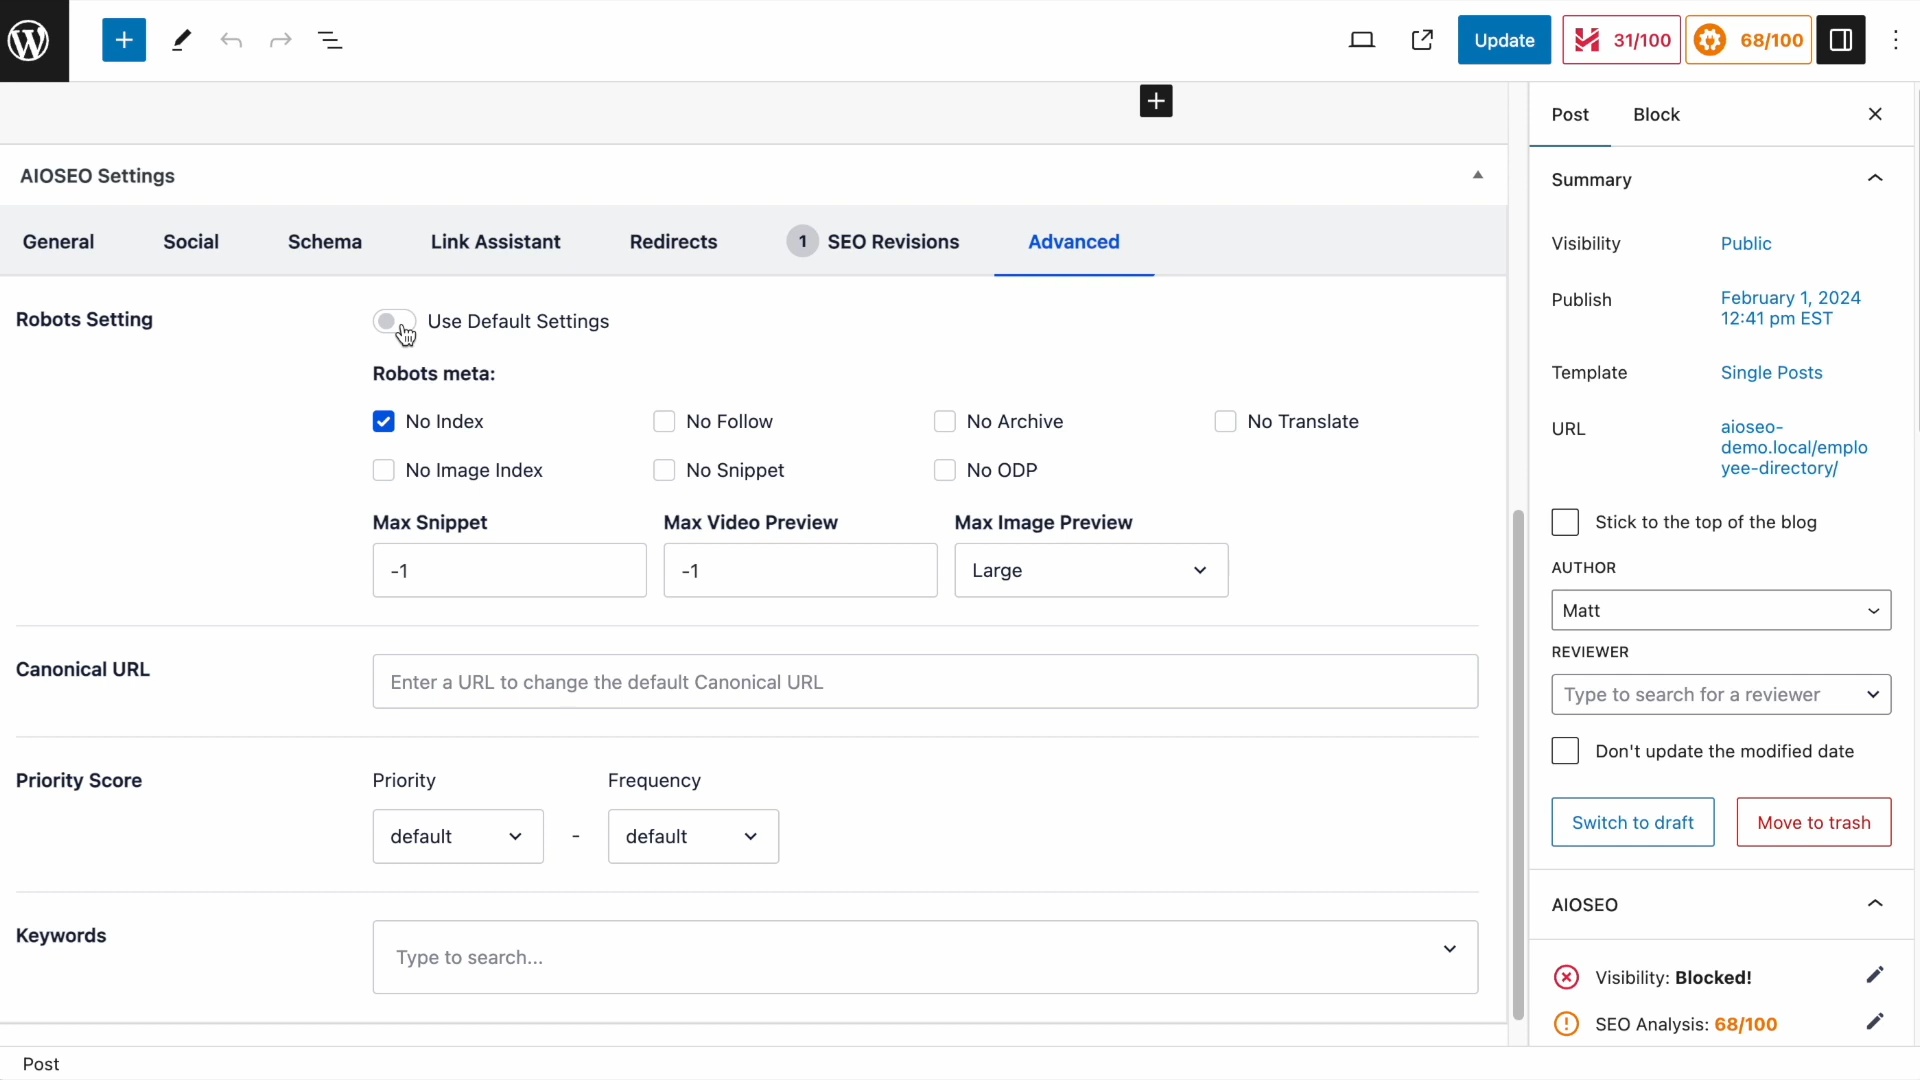 Update
31/100
68/100
Post
Block
AIOSEO Settings
Summary
General
Social
Schema
Link Assistant
Redirects
1 SEO Revisions
Advanced
Visibility
Public
Publish
February 1, 2024
12:41 pm EST
Robots Setting
Use Default Settings
Robots meta:
Template
Single Posts
No Index
No Follow
No Archive
No Translate
URL
aioseo-
demo.local/emplo
yee-directory/
No Image Index
No Snippet
No ODP
Max Snippet
Max Video Preview
Max Image Preview
Stick to the top of the blog
-1
-1
Large
AUTHOR
Matt
REVIEWER
Type to search for a reviewer
Canonical URL
Enter a URL to change the default Canonical URL
Don't update the modified date
Priority Score
Priority
Frequency
default
-
default
Switch to draft
Move to trash
AIOSEO
Keywords
Type to search...
Visibility: Blocked!
SEO Analysis: 68/100
Post